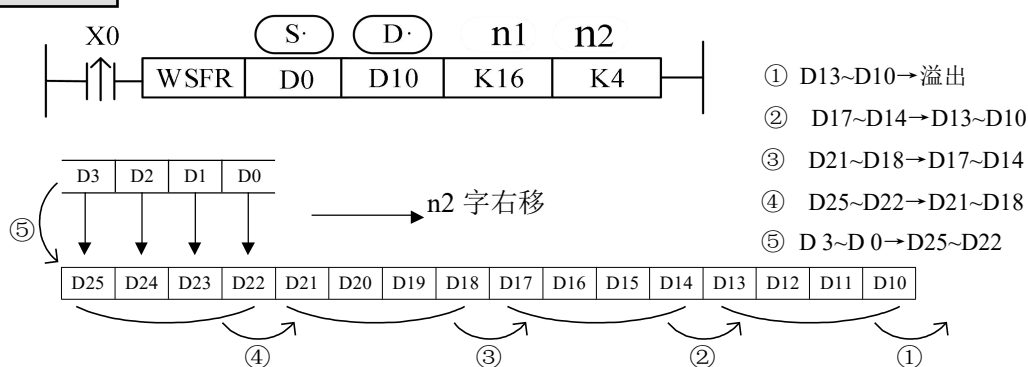 X0
S· D· n1 n2
WSFR D0 D10 K16 K4
① D13~D10→溢出
② D17~D14→D13~D10
③ D21~D18→D17~D14
④ D25~D22→D21~D18
⑤ D 3~D 0→D25~D22
D3 D2 D1 D0
n2 字右移
⑤
D25 D24 D23 D22 D21 D20 D19 D18 D17 D16 D15 D14 D13 D12 D11 D10
④ ③ ② ①